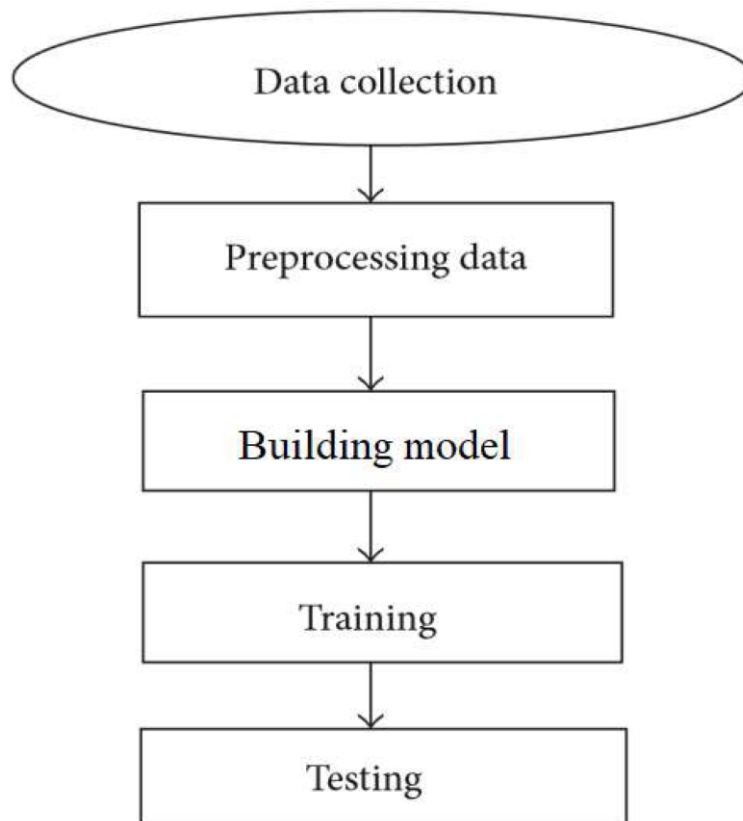 Data collection
Preprocessing data
Building model
Training
Testing